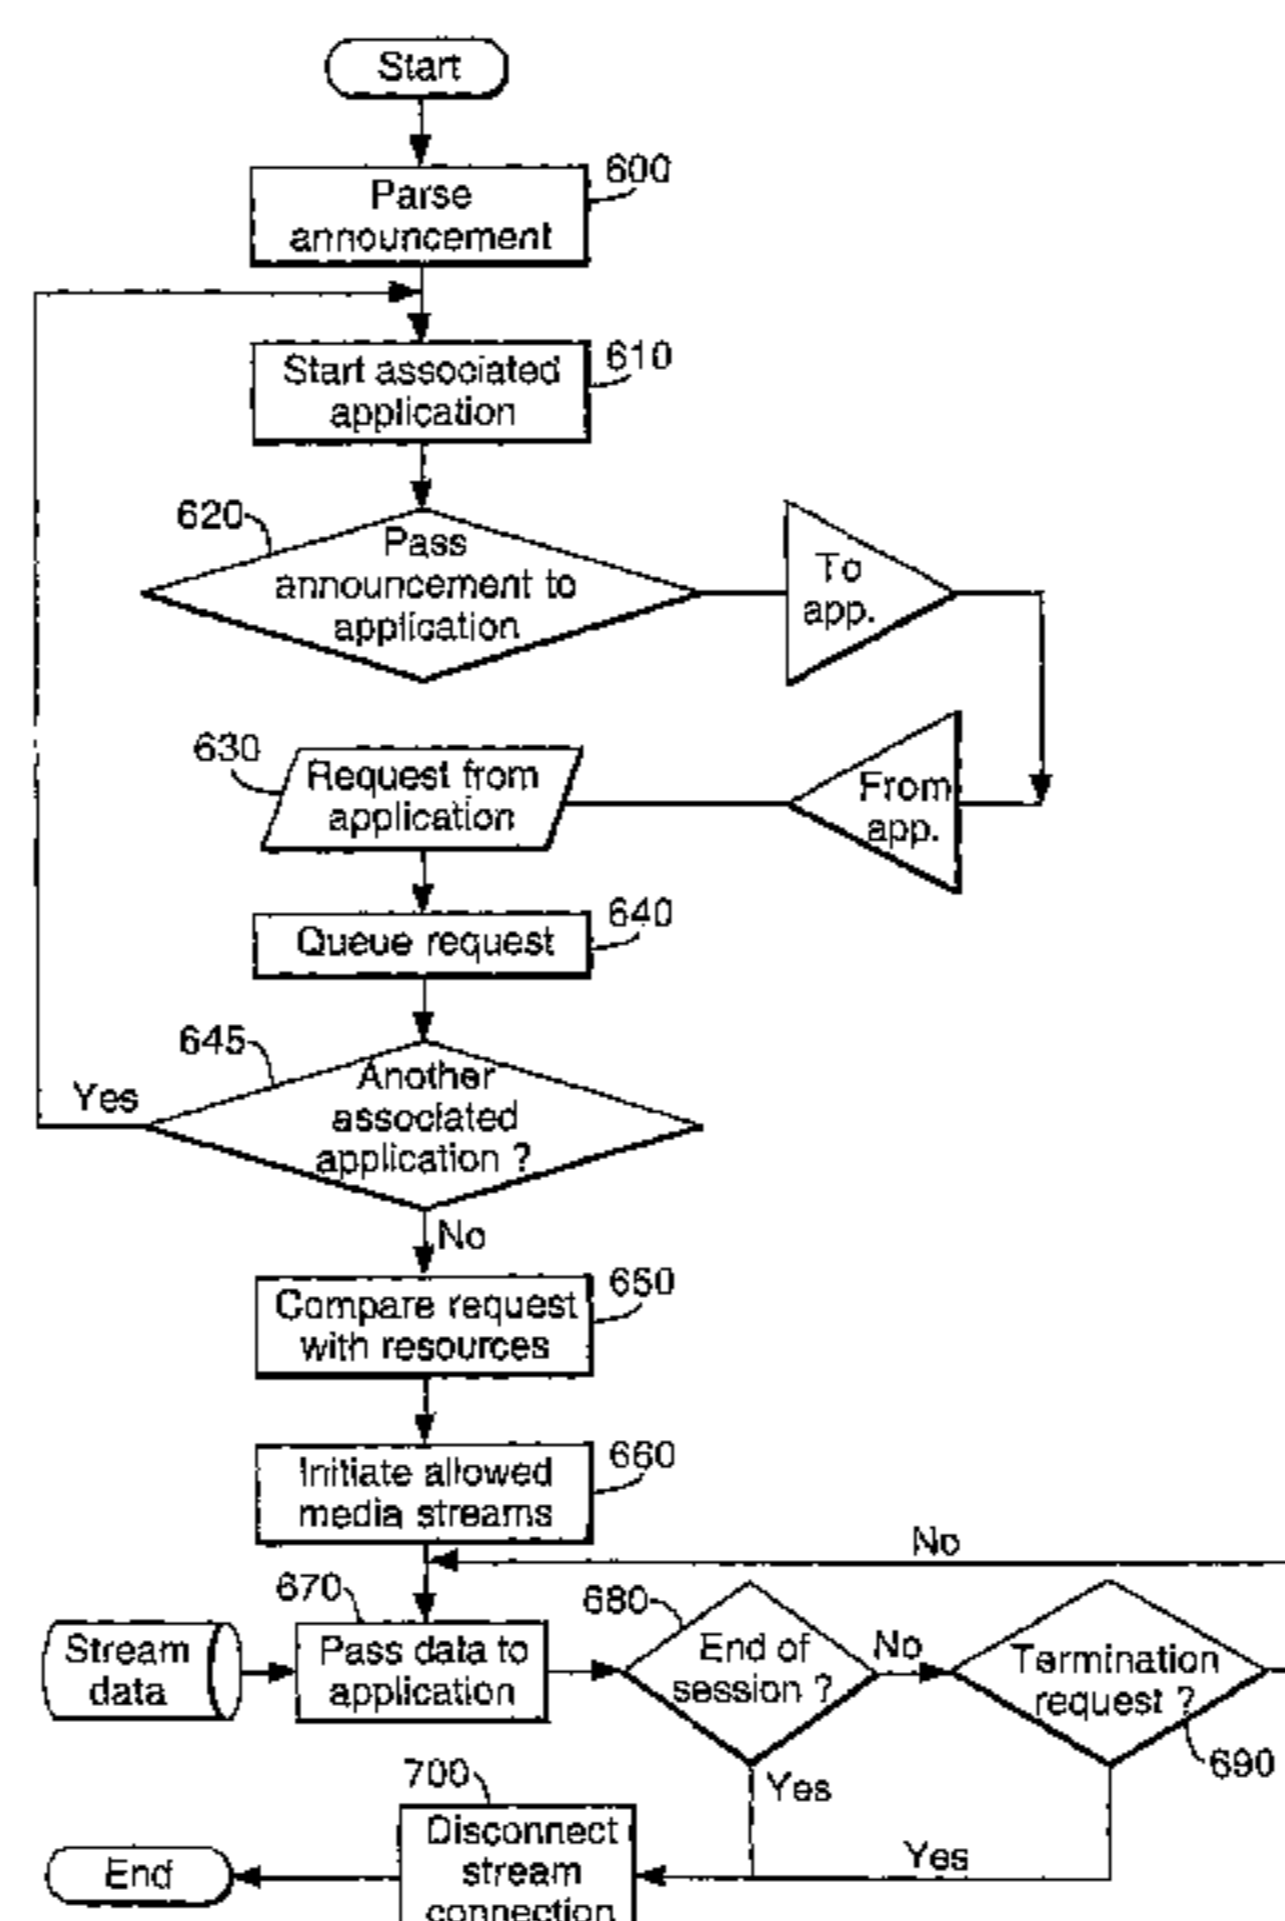 Start
600
Parse
announcement
610
Start associated
application
620
Pass
announcement to
application
To
app.
630
Request from
application
From
app.
640
Queue request
645
Another
associated
application ?
Yes
No
650
Compare request
with resources
660
Initiate allowed
media streams
No
670
680
Stream
data
Pass data to
application
End of
session ?
No
Termination
request ?
690
700
Yes
Disconnect
stream
connection
Yes
End